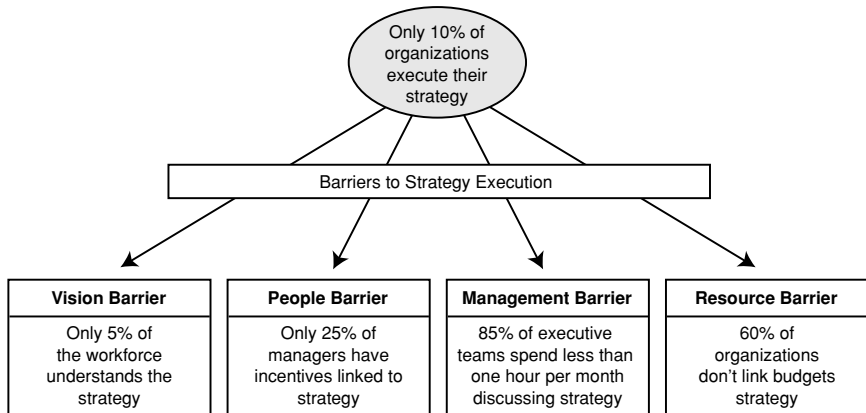 Only 10% of
organizations
execute their
strategy
Barriers to Strategy Execution
Vision Barrier
Only 5% of
the workforce
understands the
strategy
People Barrier
Only 25% of
managers have
incentives linked to
strategy
Management Barrier
85% of executive
teams spend less than
one hour per month
discussing strategy
Resource Barrier
60% of
organizations
don't link budgets
strategy